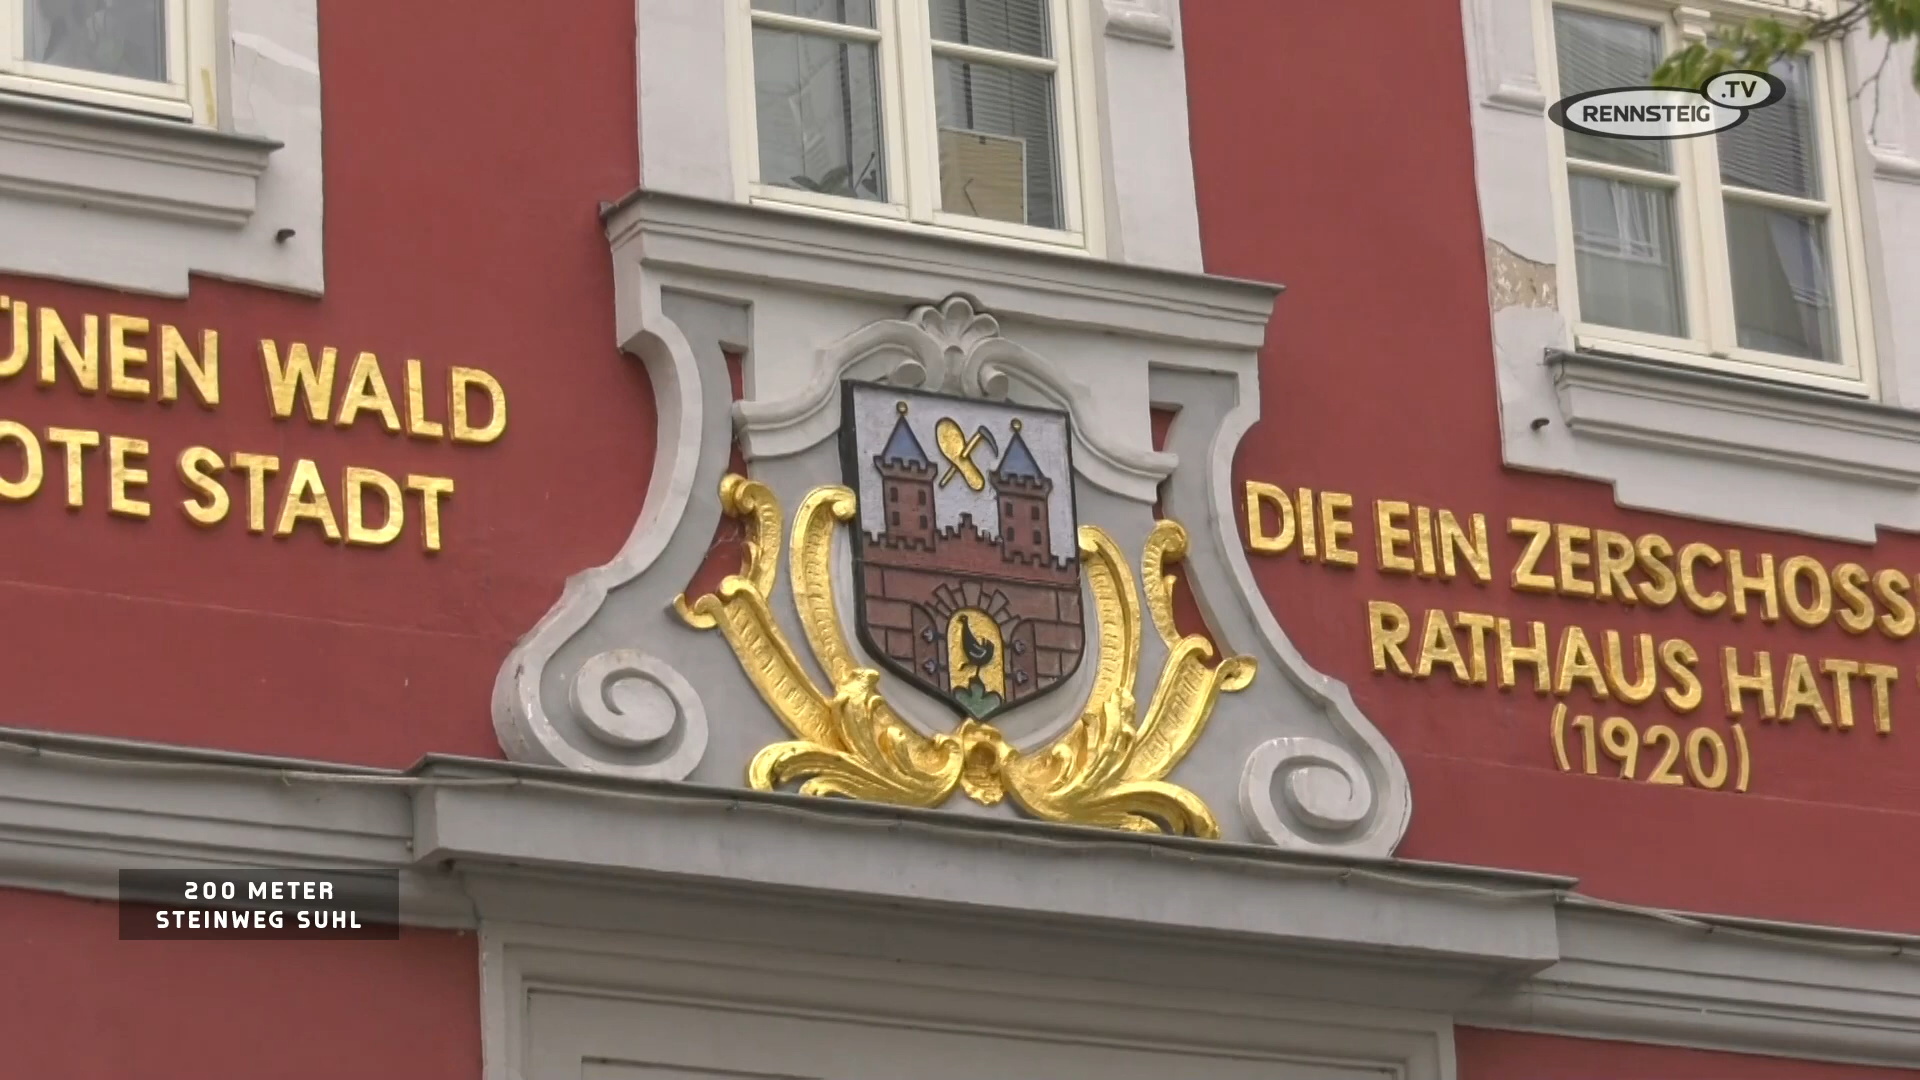 RENNSTEIG .TV
ÜNEN WALD
OTE STADT
DIE EIN ZERSCHOSS
RATHAUS HATT
(1920)
200 METER
STEINWEG SUHL